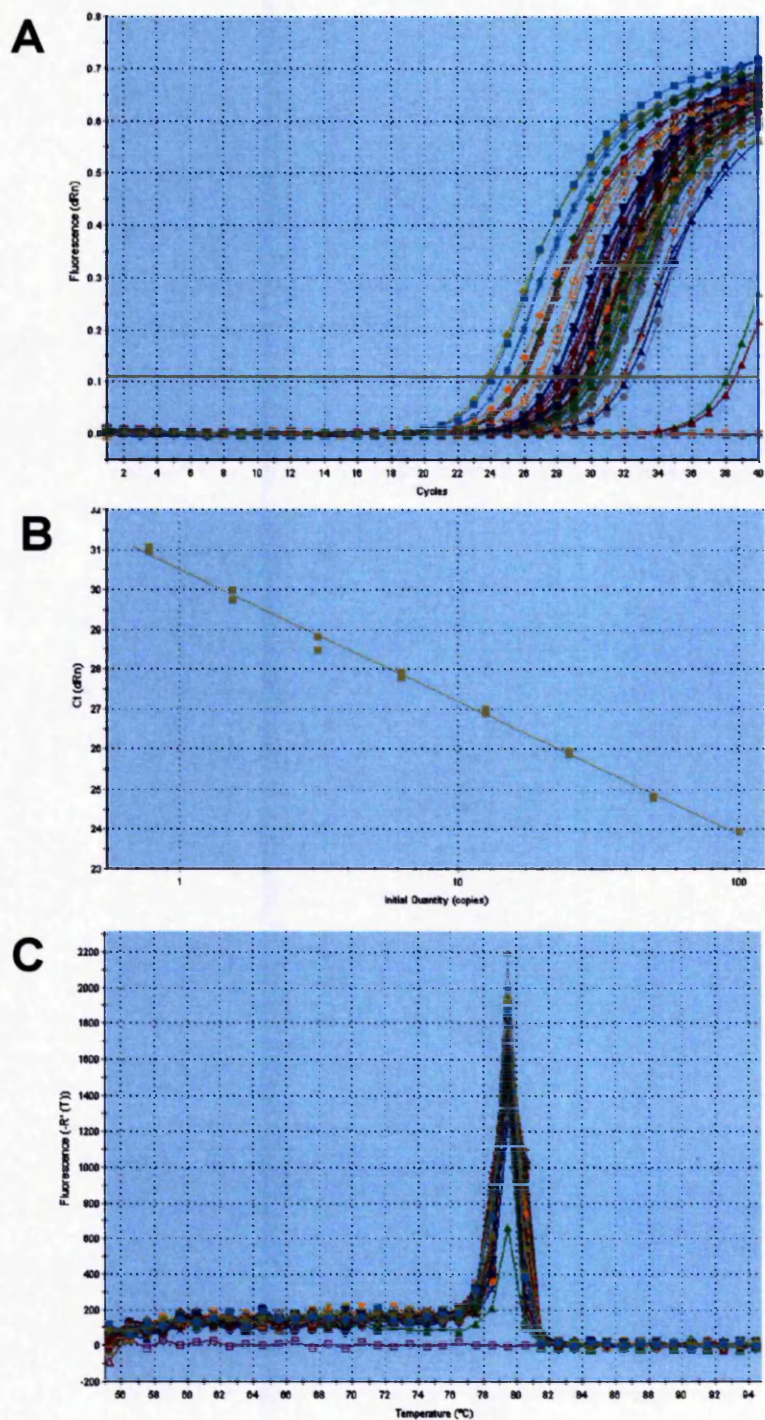 A
Fluorescence (dRn)
0.8
0.7
0.6
0.5
0.4
0.3
0.2
0.1
0.0
2 4 6 8 10 12 14 16 18 20 22 24 26 28 30 32 34 36 38 40
Cycles
B
Ct (dRn)
32
31
30
29
28
27
26
25
24
23
1 10 100
Initial Quantity (copies)
C
Fluorescence (-R' (T))
2200
2000
1800
1600
1400
1200
1000
800
600
400
200
0
-200
56 58 60 62 64 66 68 70 72 74 76 78 80 82 84 86 88 90 92 94
Temperature (ºC)